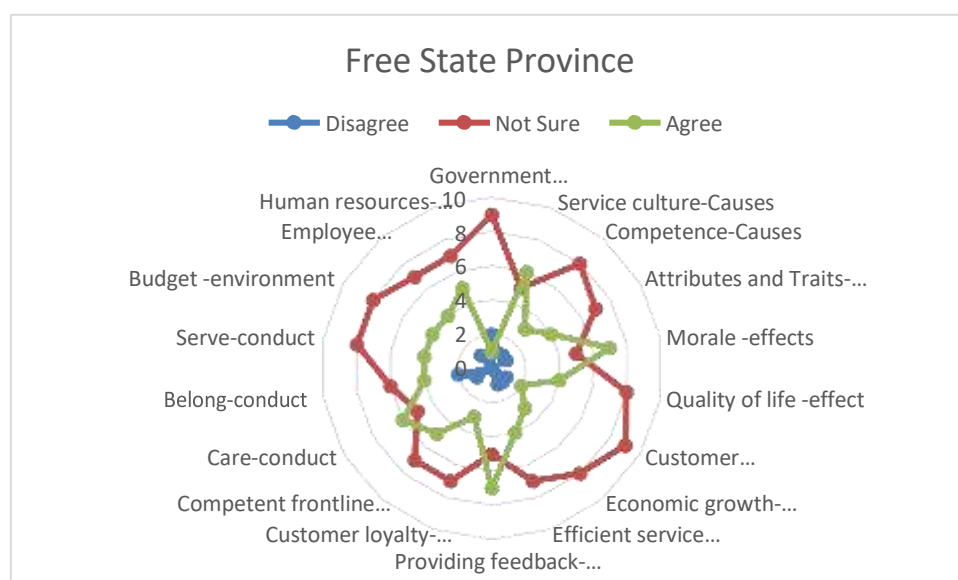 Free State Province
Disagree Not Sure Agree
Government...
Human resources-...
Service culture-Causes
Employee...
Competence-Causes
Budget -environment
Attributes and Traits-...
Serve-conduct
Morale -effects
Belong-conduct
Quality of life -effect
Care-conduct
Customer...
Competent frontline...
Economic growth-...
Customer loyalty-...
Efficient service...
Providing feedback-...
10
8
6
4
2
0